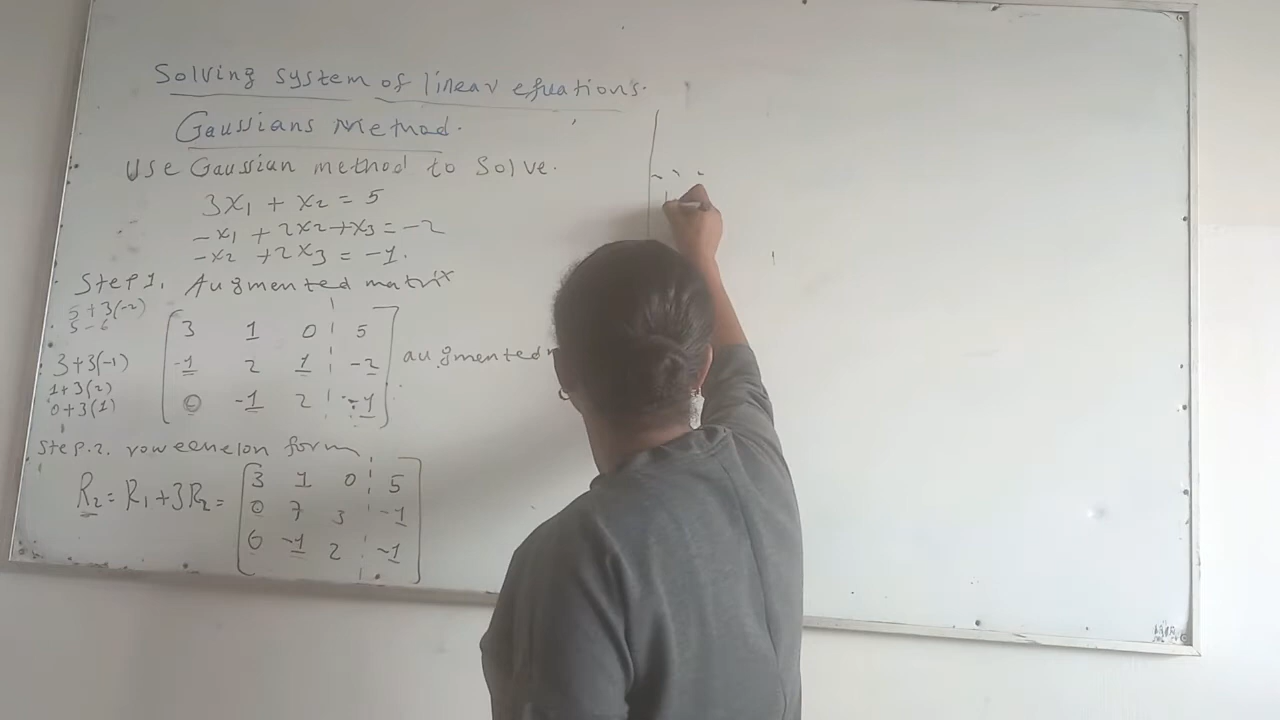 Solving system of linear equations.
Gaussians Method.
Use Gaussian method to Solve.
3x₁ + x₂ = 5
-x₁ + 2x₂ + x₃ = -2
-x₂ + 2x₃ = -1.
Step 1. Augmented matrix
5 + 3(-2)
5 - 6
3 + 3(-1)
1 + 3(2)
0 + 3(1)
3 1 0 5
-1 2 1 -2 augmented
0 -1 2 -1
Step. 2. row echelon form
R₂ = R₁ + 3R₂ =
3 1 0 5
0 7 3 -1
0 -1 2 -1